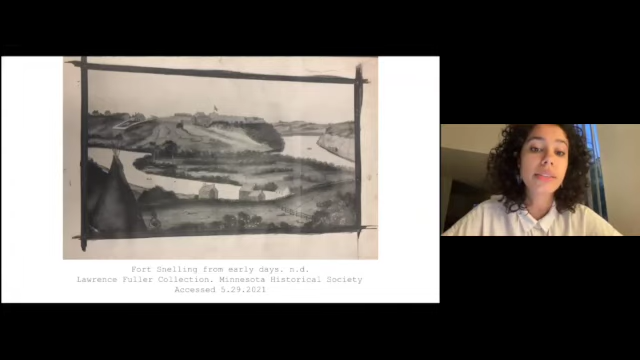 Fort Snelling from early days. n.d.
Lawrence Fuller Collection. Minnesota Historical Society
Accessed 5.29.2021